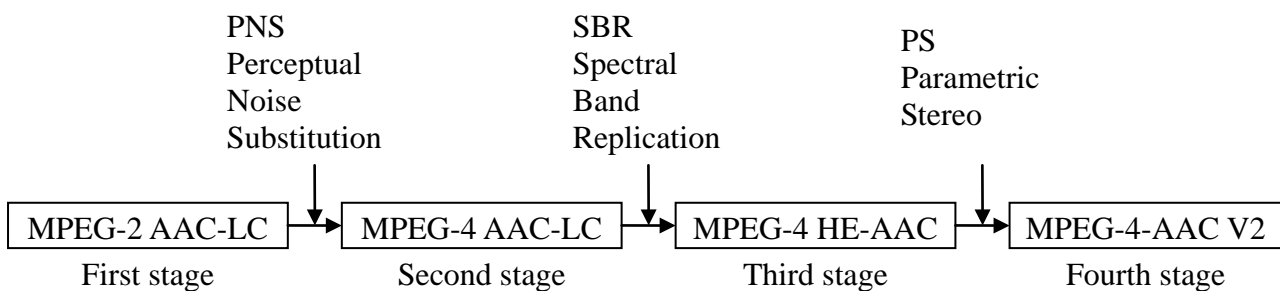 PNS
Perceptual
Noise
Substitution
SBR
Spectral
Band
Replication
PS
Parametric
Stereo
MPEG-2 AAC-LC
MPEG-4 AAC-LC
MPEG-4 HE-AAC
MPEG-4-AAC V2
First stage
Second stage
Third stage
Fourth stage